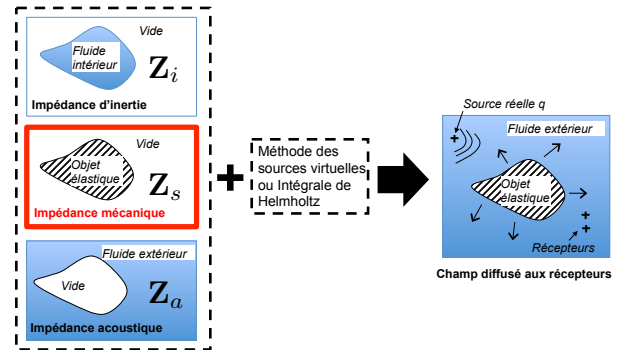 Vide
Fluide
intérieur
Z_i
Impédance d'inertie
Vide
Objet
élastique
Z_s
Impédance mécanique
Fluide extérieur
Vide
Z_a
Impédance acoustique
+
Méthode des
sources virtuelles
ou Intégrale de
Helmholtz
Source réelle q
+
Fluide extérieur
Objet
élastique
+
+
Récepteurs
Champ diffusé aux récepteurs